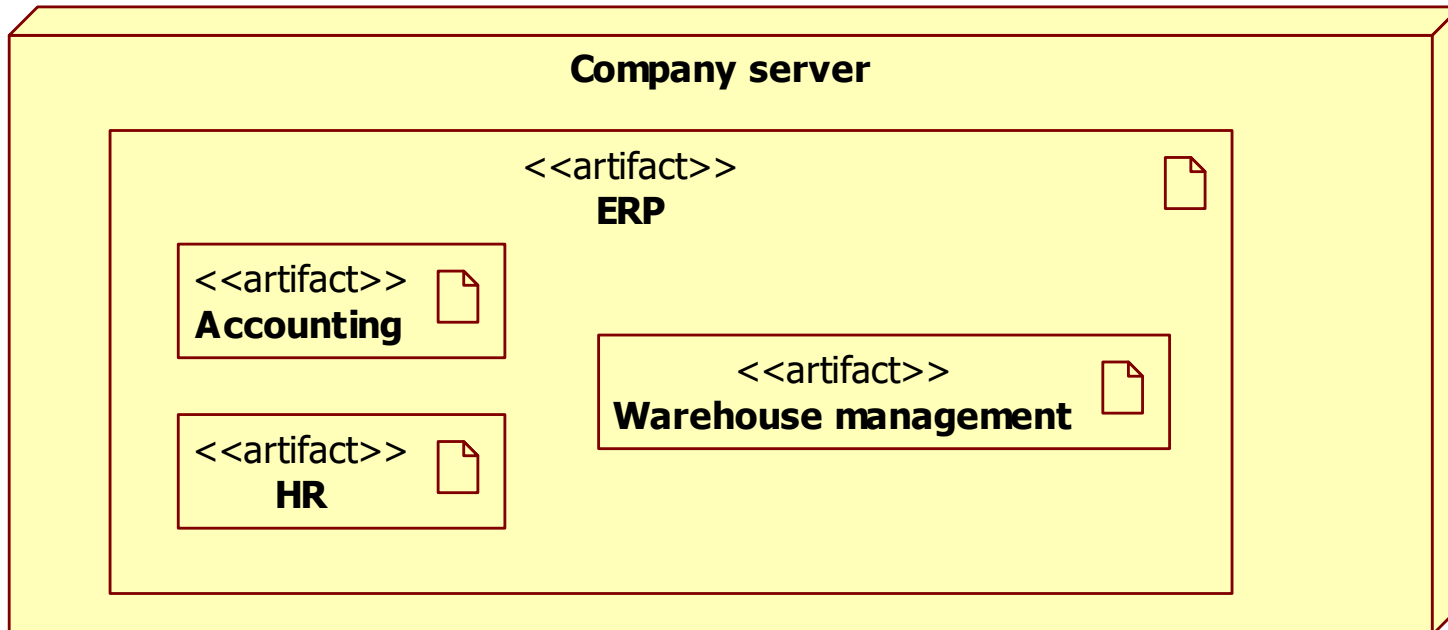 Company server
<<artifact>>
ERP
<<artifact>>
Accounting
<<artifact>>
Warehouse management
<<artifact>>
HR